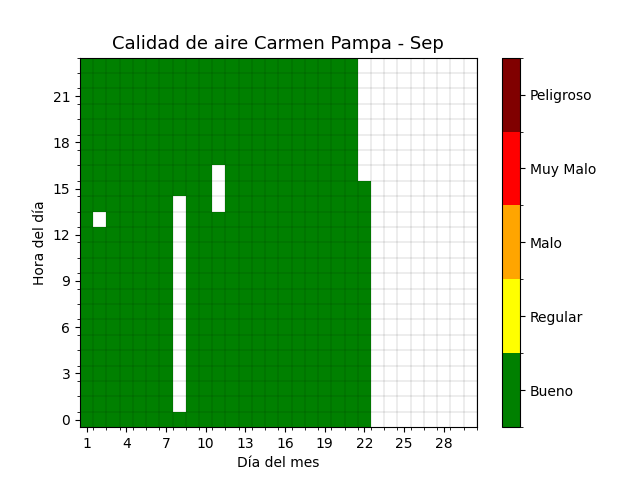 Calidad de aire Carmen Pampa - Sep
Hora del día
21
18
15
12
9
6
3
0
1 4 7 10 13 16 19 22 25 28
Día del mes
Peligroso
Muy Malo
Malo
Regular
Bueno